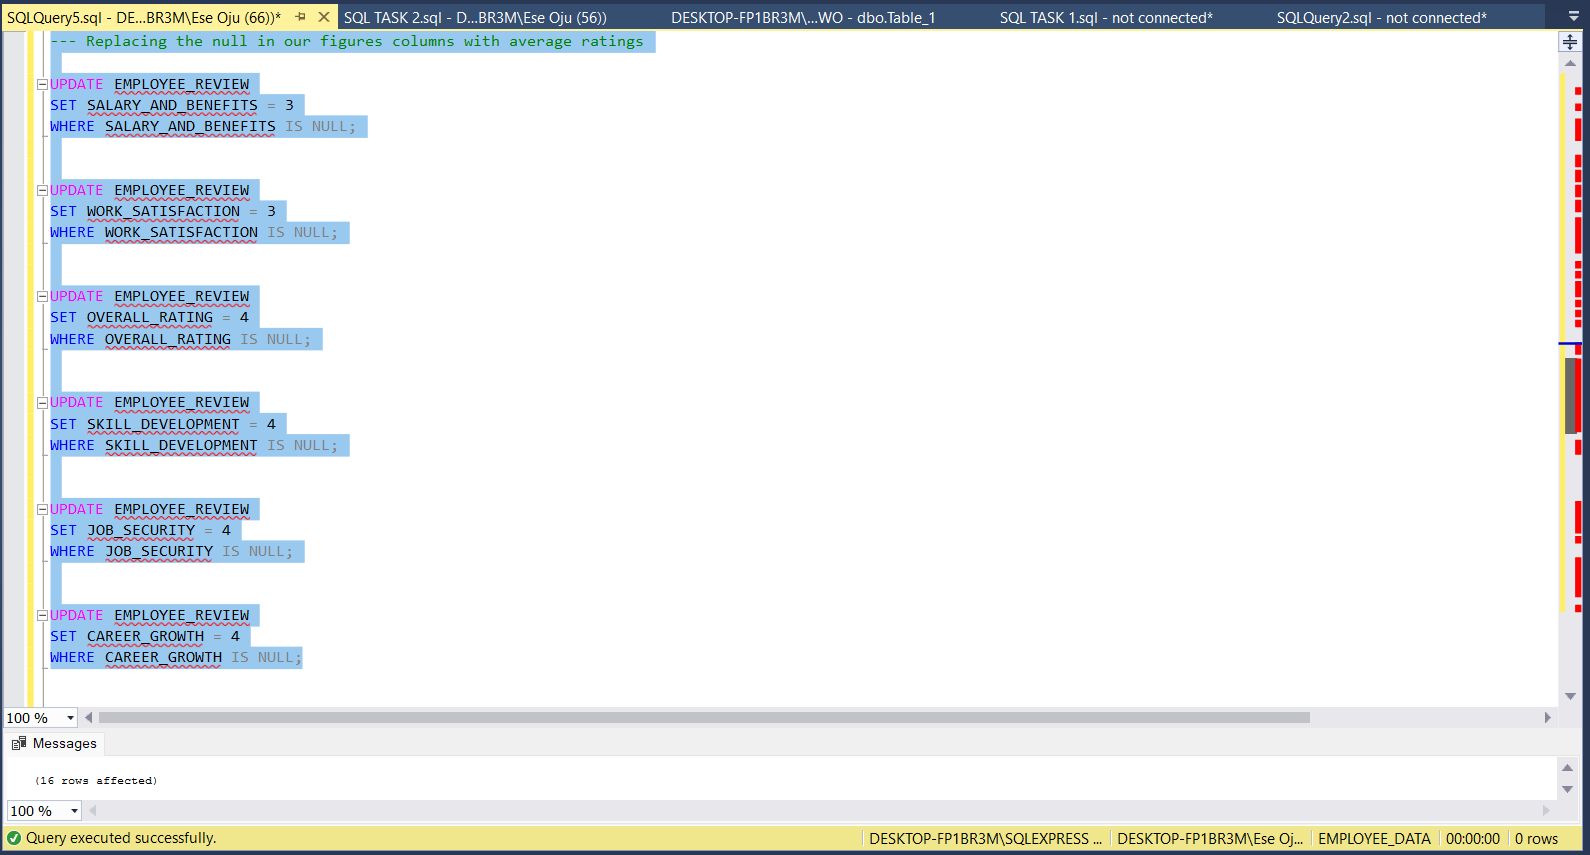 SQLQuery5.sql - DE...BR3M\Ese Oju (66))* SQL TASK 2.sql - D...BR3M\Ese Oju (56)) DESKTOP-FP1BR3M\...WO - dbo.Table_1 SQL TASK 1.sql - not connected* SQLQuery2.sql - not connected*
--- Replacing the null in our figures columns with average ratings
UPDATE EMPLOYEE_REVIEW
SET SALARY_AND_BENEFITS = 3
WHERE SALARY_AND_BENEFITS IS NULL;
UPDATE EMPLOYEE_REVIEW
SET WORK_SATISFACTION = 3
WHERE WORK_SATISFACTION IS NULL;
UPDATE EMPLOYEE_REVIEW
SET OVERALL_RATING = 4
WHERE OVERALL_RATING IS NULL;
UPDATE EMPLOYEE_REVIEW
SET SKILL_DEVELOPMENT = 4
WHERE SKILL_DEVELOPMENT IS NULL;
UPDATE EMPLOYEE_REVIEW
SET JOB_SECURITY = 4
WHERE JOB_SECURITY IS NULL;
UPDATE EMPLOYEE_REVIEW
SET CAREER_GROWTH = 4
WHERE CAREER_GROWTH IS NULL;
100 %
Messages
(16 rows affected)
100 %
Query executed successfully. DESKTOP-FP1BR3M\SQLEXPRESS ... DESKTOP-FP1BR3M\Ese Oj... EMPLOYEE_DATA 00:00:00 0 rows